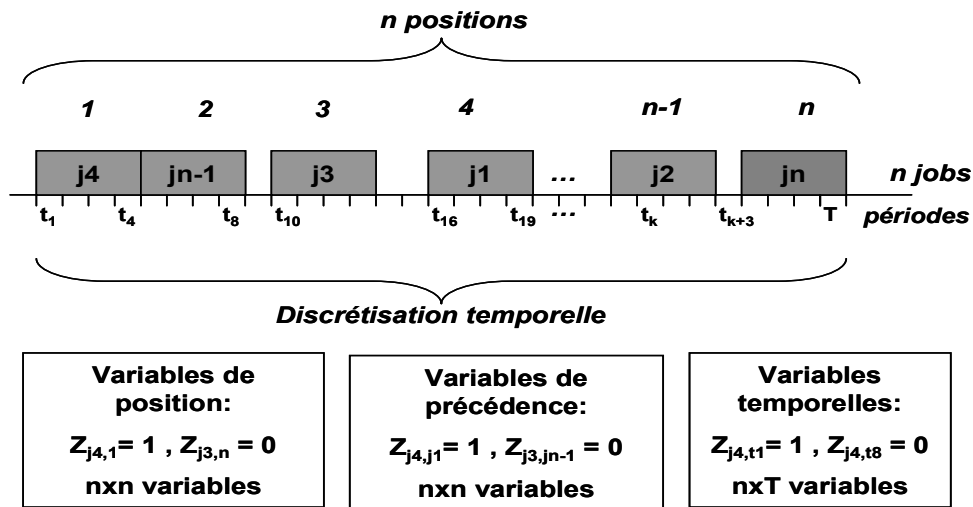 n positions
1 2 3 4 n-1 n
j4 jn-1 j3 j1 ... j2 jn n jobs
t1 t4 t8 t10 t16 t19 ... tk tk+3 T périodes
Discrétisation temporelle
Variables de
position:
Zj4,1= 1 , Zj3,n = 0
nxn variables
Variables de
précédence:
Zj4,j1= 1 , Zj3,jn-1 = 0
nxn variables
Variables
temporelles:
Zj4,t1= 1 , Zj4,t8 = 0
nxT variables